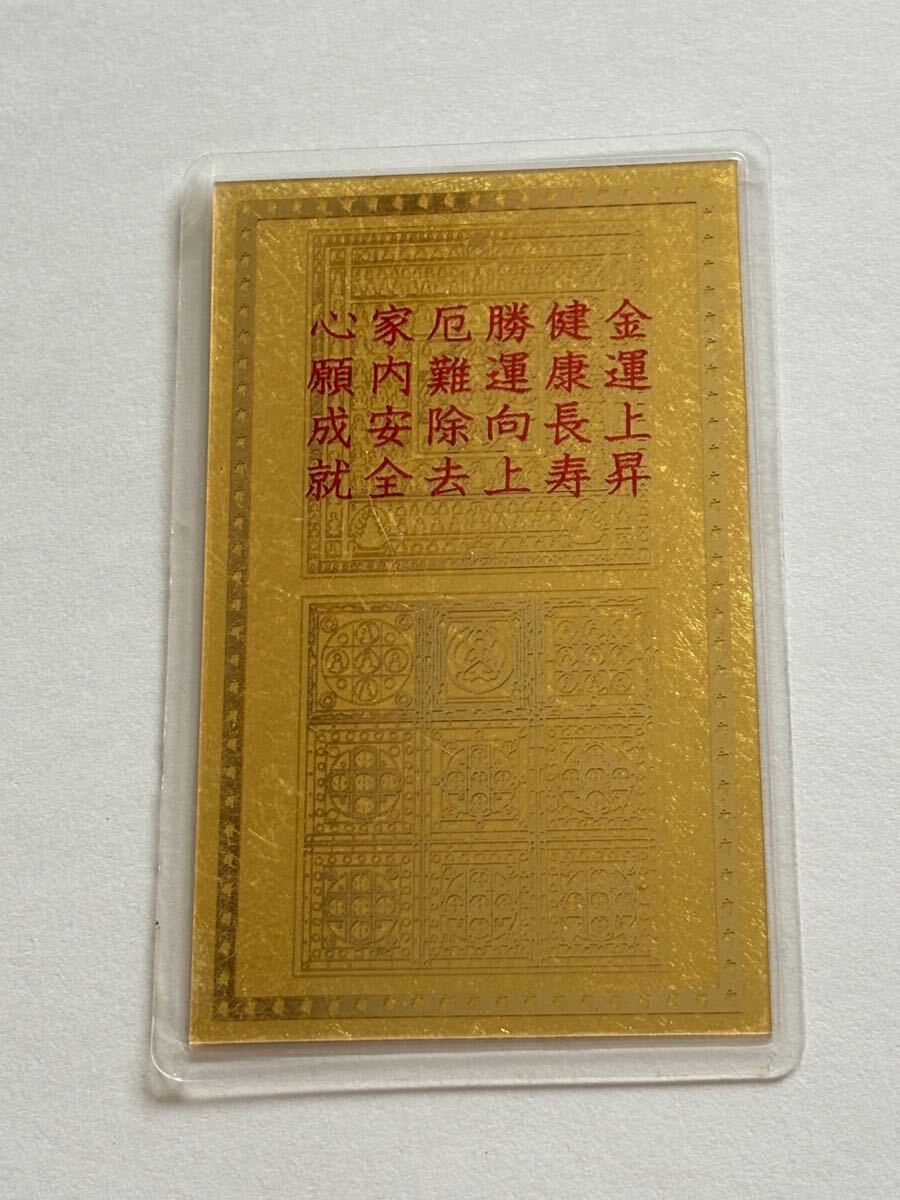 金運上昇
健康長寿
勝運向上
厄難除去
家内安全
心願成就